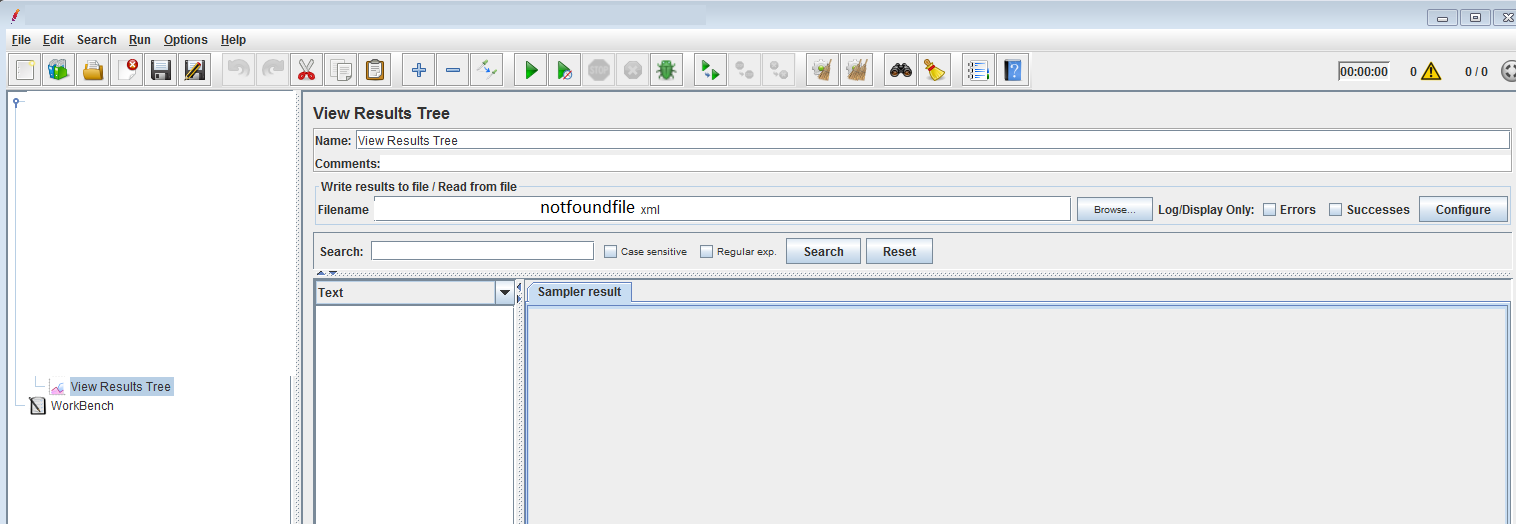 File Edit Search Run Options Help
00:00:00 0 0 / 0
View Results Tree
Name: View Results Tree
Comments:
Write results to file / Read from file
Filename notfoundfile xml Browse... Log/Display Only: Errors Successes Configure
Search: Case sensitive Regular exp. Search Reset
Text Sampler result
View Results Tree
WorkBench